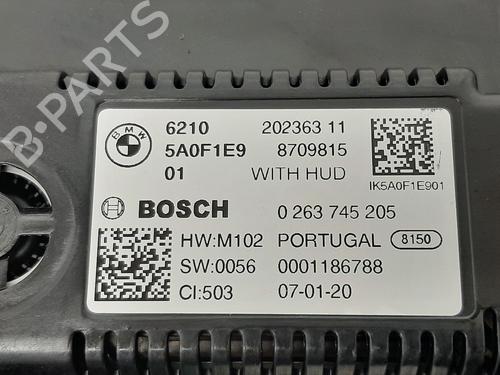 B-PARTS
BMW
6210 202363 11
5A0F1E9 8709815
01 WITH HUD
IK5A0F1E901
BOSCH 0 263 745 205
HW:M102 PORTUGAL 8150
SW:0056 0001186788
CI:503 07-01-20